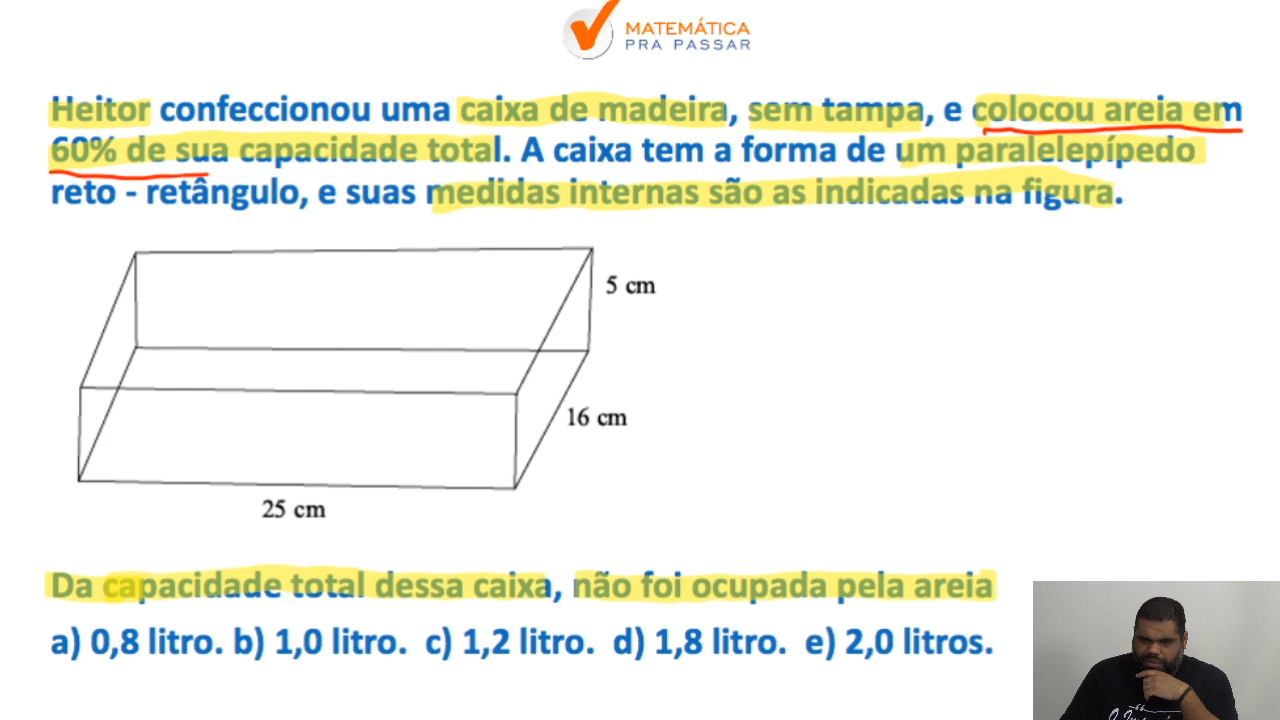 MATEMÁTICA
PRA PASSAR
Heitor confeccionou uma caixa de madeira, sem tampa, e colocou areia em
60% de sua capacidade total. A caixa tem a forma de um paralelepípedo
reto - retângulo, e suas medidas internas são as indicadas na figura.
5 cm
16 cm
25 cm
Da capacidade total dessa caixa, não foi ocupada pela areia
a) 0,8 litro. b) 1,0 litro. c) 1,2 litro. d) 1,8 litro. e) 2,0 litros.